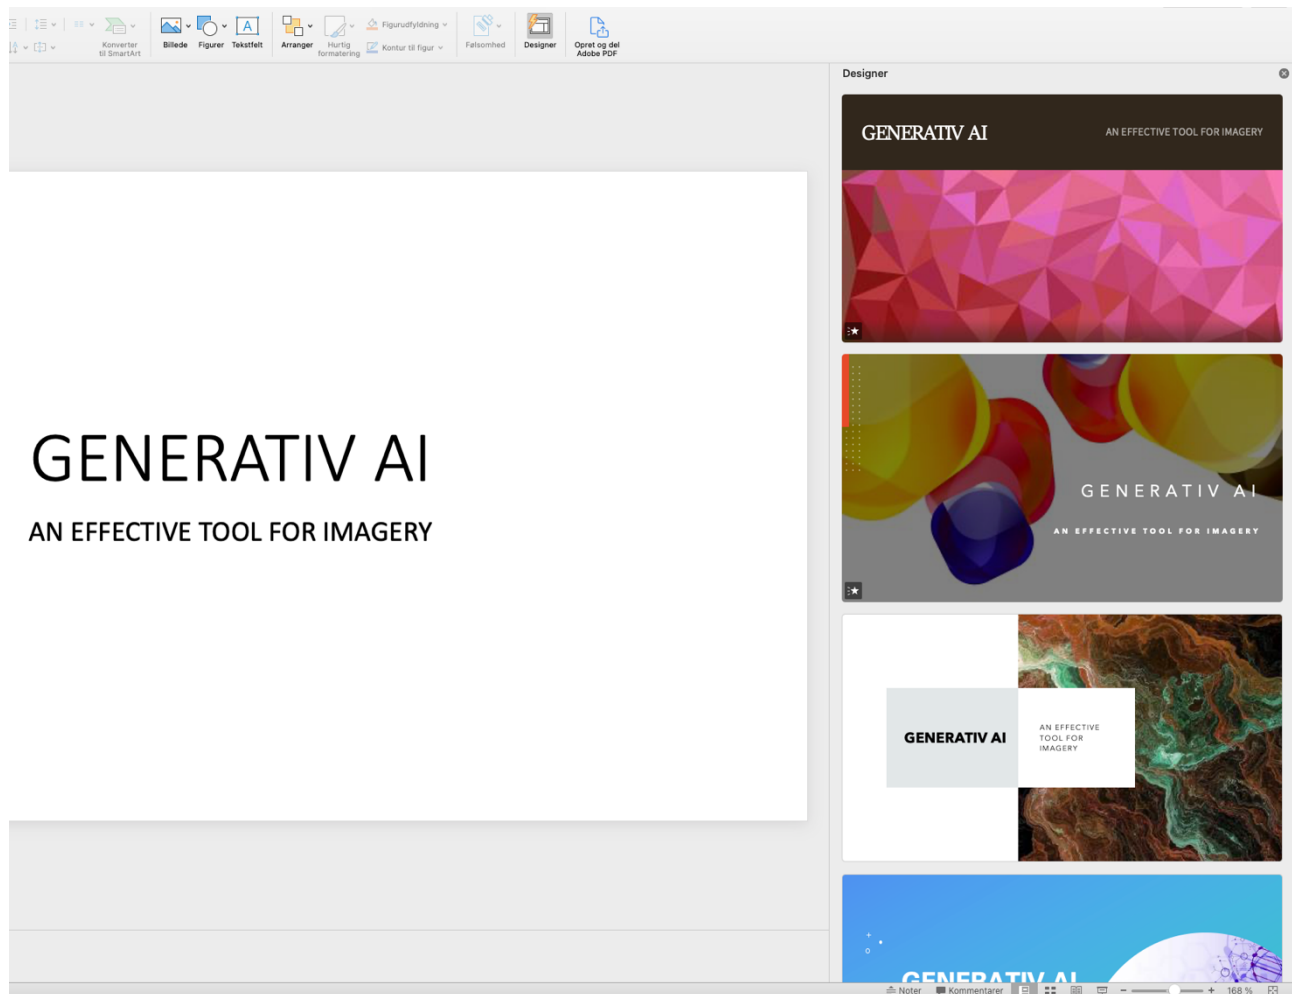 Konverter
til SmartArt
Billede
Figurer
A
Tekstfelt
Arranger
Hurtig
formatering
Figurudfyldning
Kontur til figur
Følsomhed
Designer
Opret og del
Adobe PDF
GENERATIV AI
AN EFFECTIVE TOOL FOR IMAGERY
Designer
GENERATIV AI
AN EFFECTIVE TOOL FOR IMAGERY
GENERATIV AI
AN EFFECTIVE TOOL FOR IMAGERY
GENERATIV AI
AN EFFECTIVE
TOOL FOR
IMAGERY
GENERATIV AI
Noter
Kommentarer
168 %